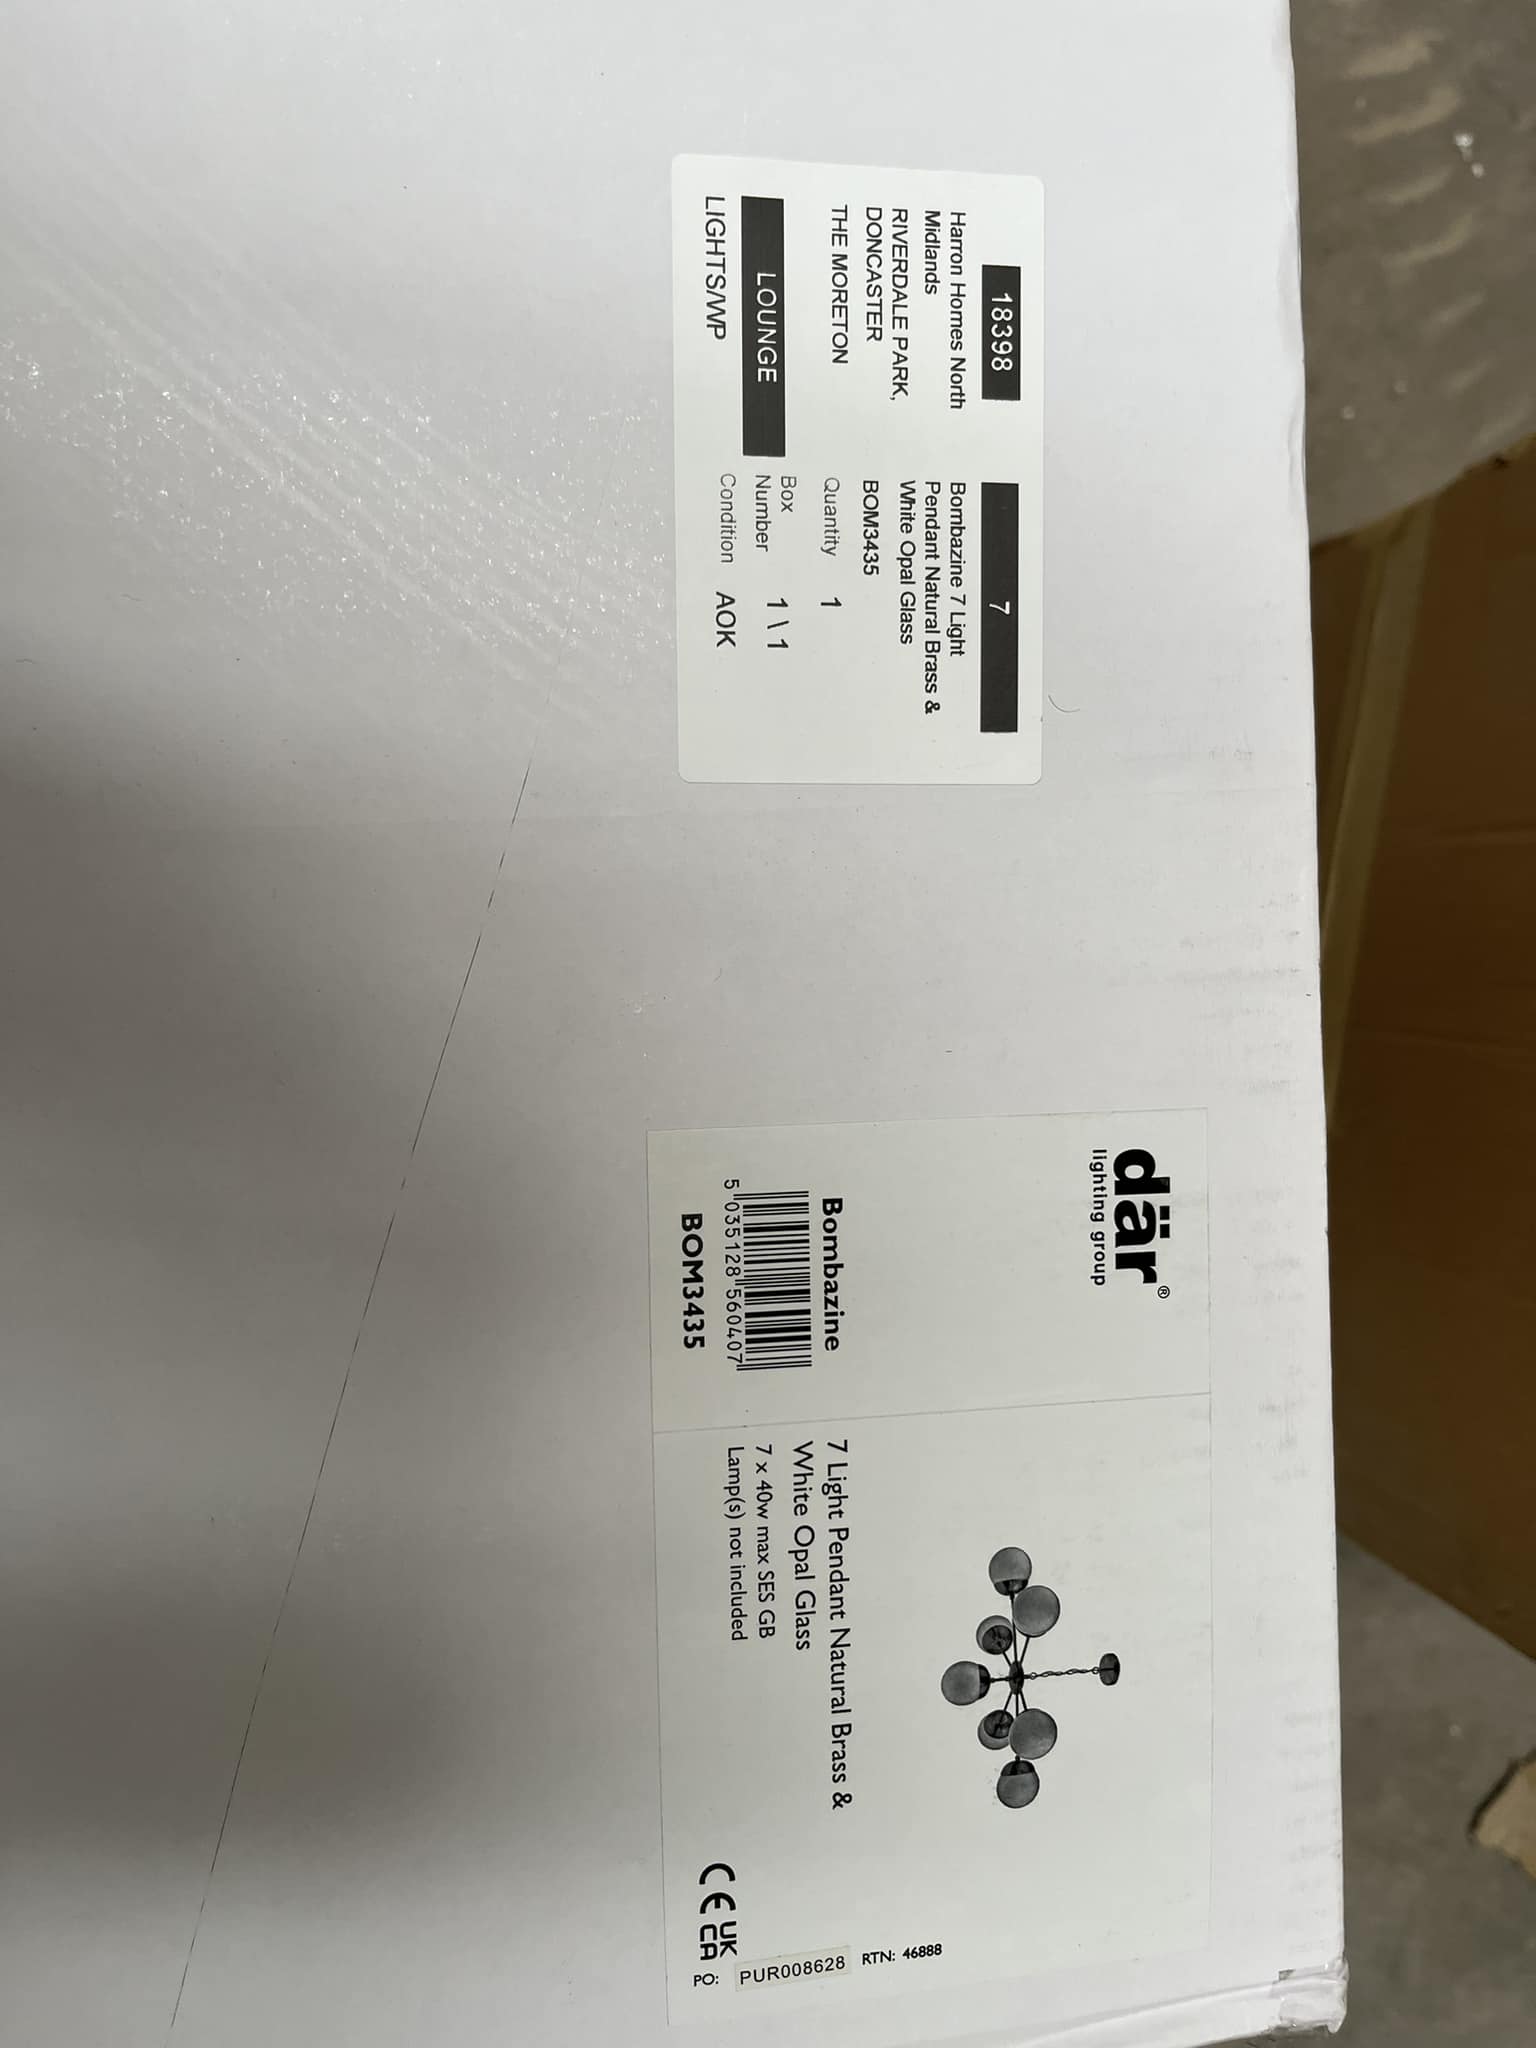 18398
Harron Homes North
Midlands
RIVERDALE PARK,
DONCASTER
THE MORETON
LOUNGE
LIGHTS/WP
7
Bombazine 7 Light
Pendant Natural Brass &
White Opal Glass
BOM3435
Quantity 1
Box
Number 1 \ 1
Condition AOK
där®
lighting group
Bombazine
5 035128 560407
BOM3435
7 Light Pendant Natural Brass &
White Opal Glass
7 x 40w max SES GB
Lamp(s) not included
CE UK
CA
RTN: 46888
PO: PUR008628